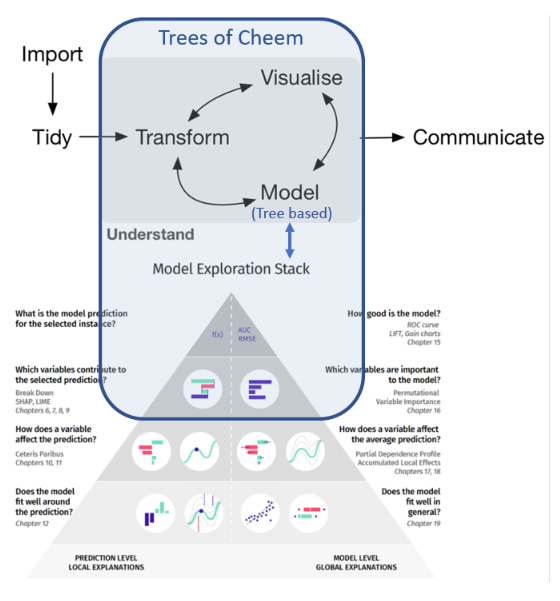 Trees of Cheem
Import
Visualise
Tidy
Transform
Communicate
Model
(Tree based)
Understand
Model Exploration Stack
What is the model prediction
for the selected instance?
f(x)
AUC
RMSE
How good is the model?
ROC curve
LIFT, Gain charts
Chapter 15
Which variables contribute to
the selected prediction?
Break Down
SHAP, LIME
Chapters 6, 7, 8, 9
Which variables are important
to the model?
Permutational
Variable Importance
Chapter 16
How does a variable
affect the prediction?
Ceteris Paribus
Chapters 10, 11
How does a variable affect
the average prediction?
Partial Dependence Profile
Accumulated Local Effects
Chapters 17, 18
Does the model
fit well around
the prediction?
Chapter 12
Does the model
fit well in
general?
Chapter 19
PREDICTION LEVEL
LOCAL EXPLANATIONS
MODEL LEVEL
GLOBAL EXPLANATIONS